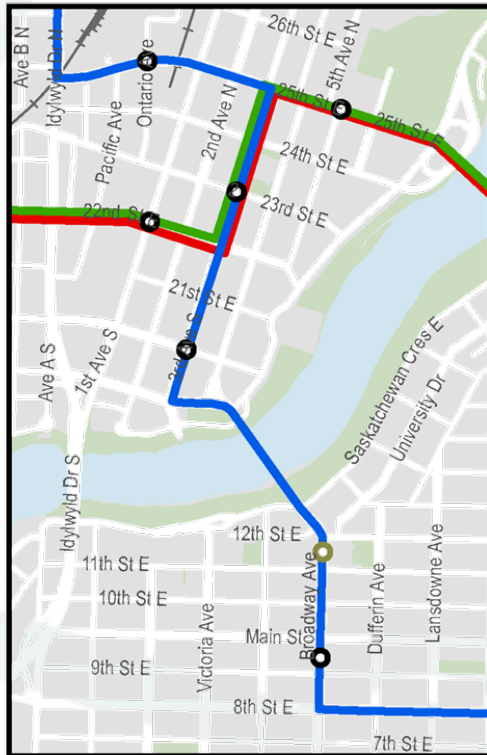 26th St E
Ave B N
Idylwyld Dr N
Ontario Ave
5th Ave N
2nd Ave N
25th St
25th St E
Pacific Ave
24th St E
22nd St E
23rd St E
21st St E
3rd Ave S
Ave A S
1st Ave S
Saskatchewan Cres E
University Dr
Idylwyld Dr S
12th St E
11th St E
Broadway Ave
Dufferin Ave
Lansdowne Ave
10th St E
Victoria Ave
Main St
9th St E
8th St E
7th St E